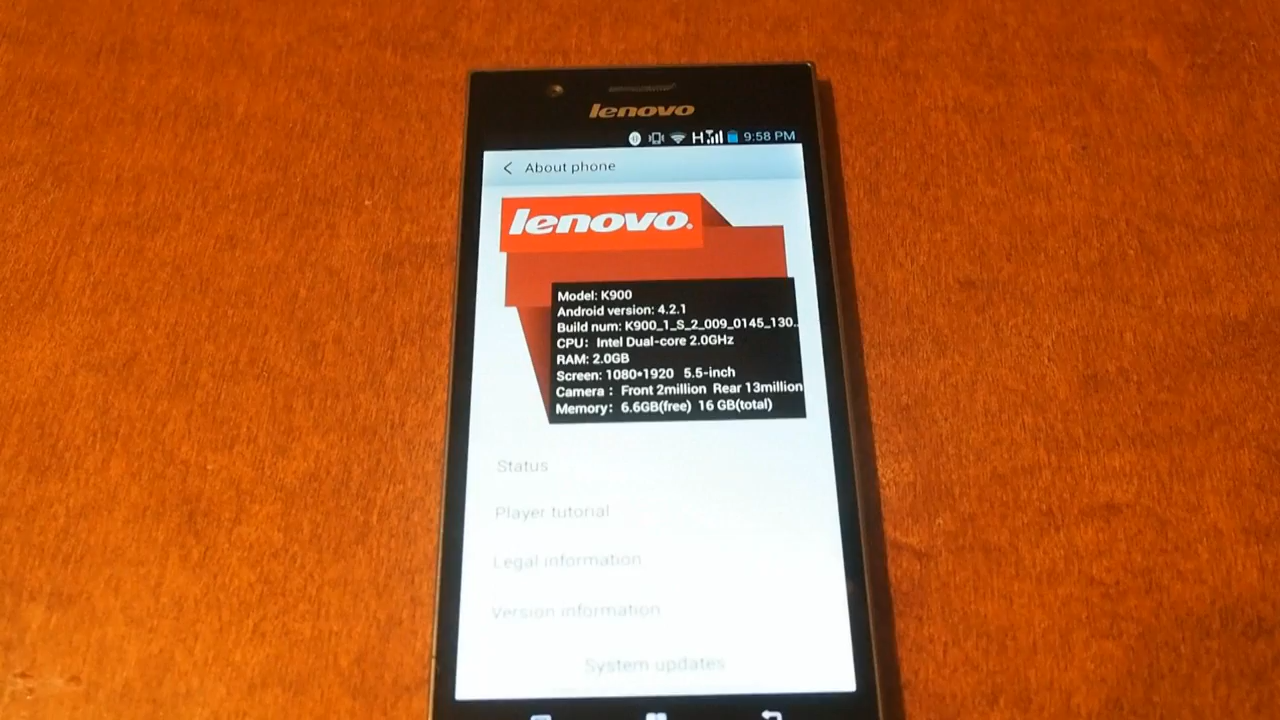 lenovo
H 9:58 PM
About phone
lenovo.
Model: K900
Android version: 4.2.1
Build num: K900_1_S_2_009_0145_130..
CPU: Intel Dual-core 2.0GHz
RAM: 2.0GB
Screen: 1080*1920 5.5-inch
Camera : Front 2million Rear 13million
Memory: 6.6GB(free) 16 GB(total)
Status
Player tutorial
Legal information
Version information
System updates